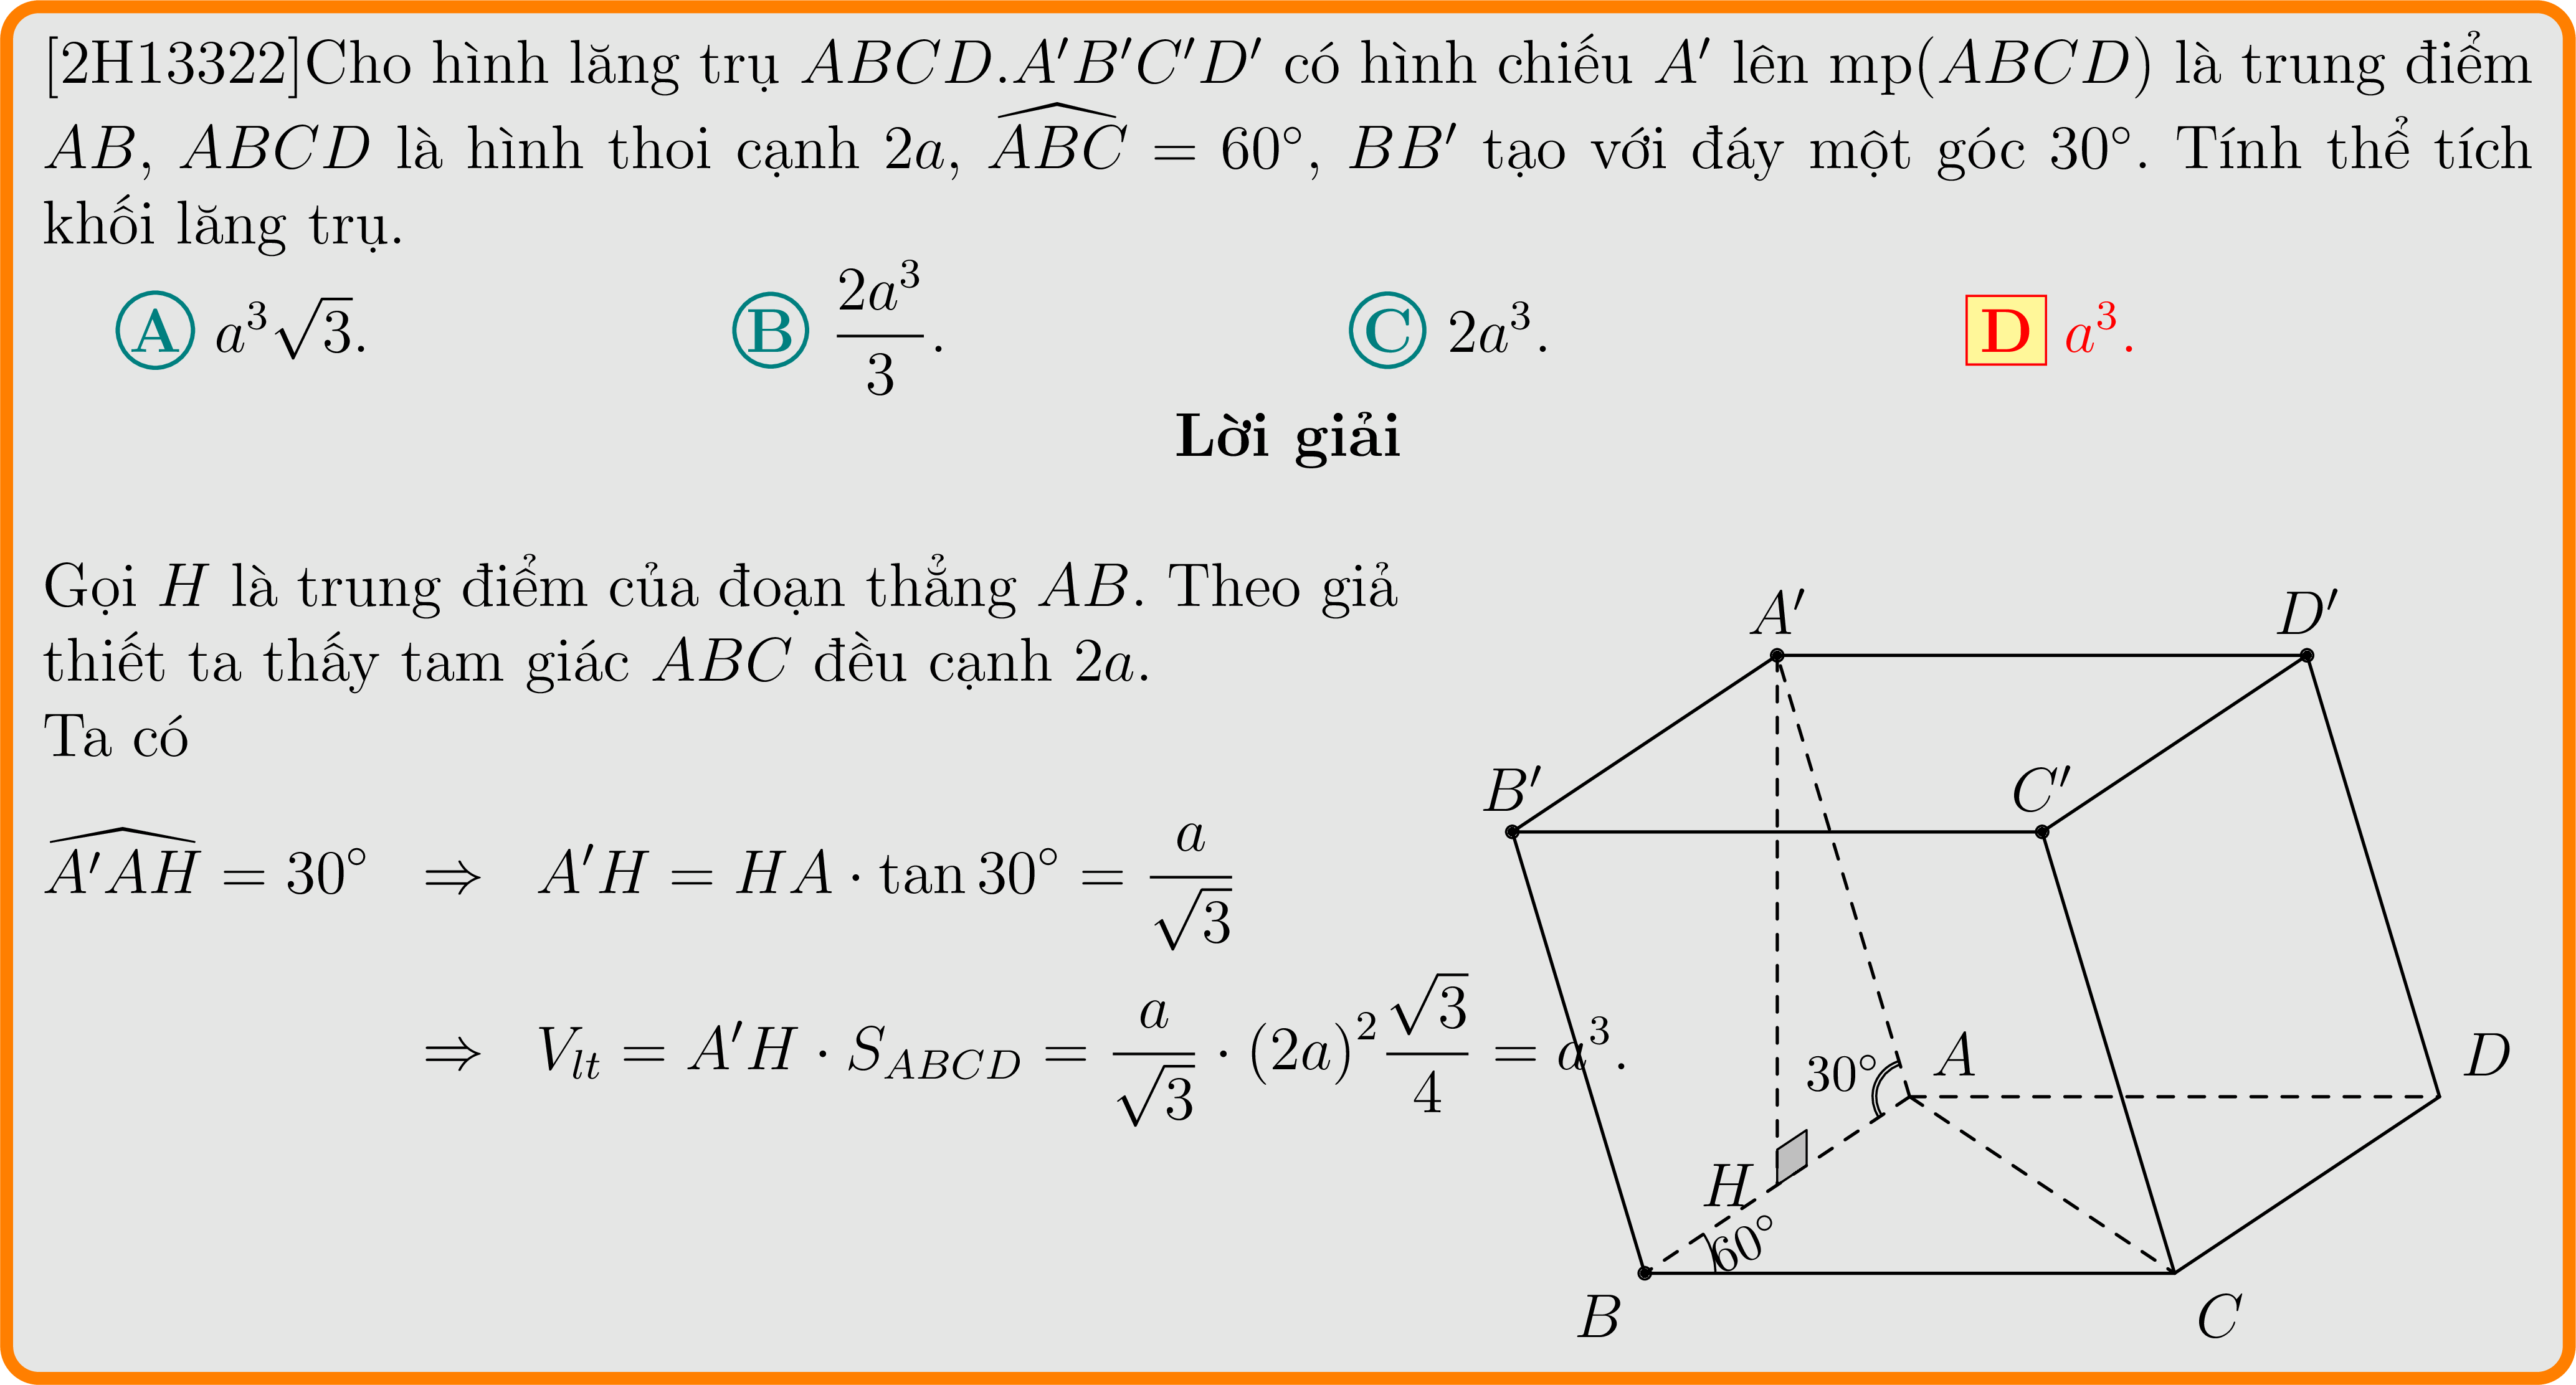 [2H13322]Cho hình lăng trụ ABCD.A′B′C′D′ có hình chiếu A′ lên mp(ABCD) là trung điểm
AB, ABCD là hình thoi cạnh 2a, $\widehat{ABC}$ = 60°, BB′ tạo với đáy một góc 30°. Tính thể tích
khối lăng trụ.
A $a^3\sqrt{3}$. B $\dfrac{2a^3}{3}$. C $2a^3$. D $a^3$.
Lời giải
Gọi H là trung điểm của đoạn thẳng AB. Theo giả
thiết ta thấy tam giác ABC đều cạnh 2a.
Ta có
$\widehat{A'AH} = 30° \Rightarrow A'H = HA \cdot \tan 30° = \dfrac{a}{\sqrt{3}}$
$\Rightarrow V_{lt} = A'H \cdot S_{ABCD} = \dfrac{a}{\sqrt{3}} \cdot (2a)^2 \dfrac{\sqrt{3}}{4} = a^3.$
A′ D′
B′ C′
30° A D
H
60°
B C